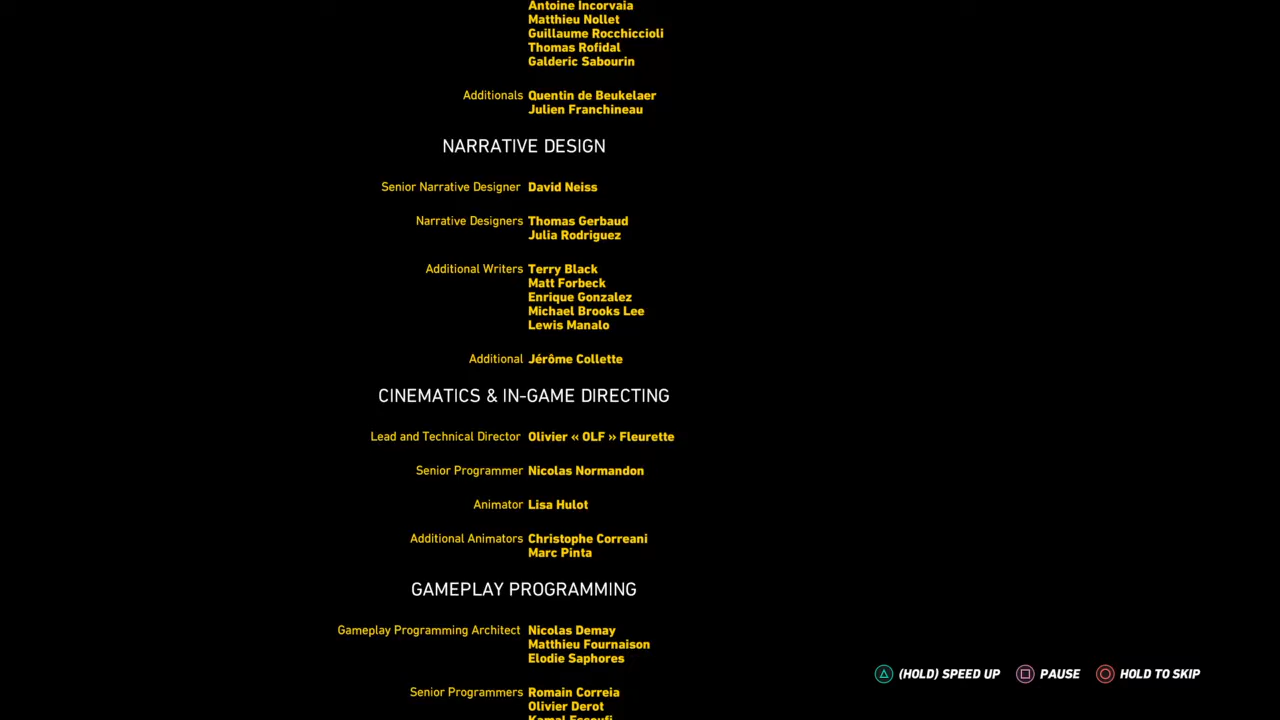 Antoine Incorvaia
Matthieu Nollet
Guillaume Rocchiccioli
Thomas Rofidal
Galderic Sabourin
Additionals Quentin de Beukelaer
Julien Franchineau
NARRATIVE DESIGN
Senior Narrative Designer David Neiss
Narrative Designers Thomas Gerbaud
Julia Rodriguez
Additional Writers Terry Black
Matt Forbeck
Enrique Gonzalez
Michael Brooks Lee
Lewis Manalo
Additional Jérôme Collette
CINEMATICS & IN-GAME DIRECTING
Lead and Technical Director Olivier « OLF » Fleurette
Senior Programmer Nicolas Normandon
Animator Lisa Hulot
Additional Animators Christophe Correani
Marc Pinta
GAMEPLAY PROGRAMMING
Gameplay Programming Architect Nicolas Demay
Matthieu Fournaison
Elodie Saphores
(HOLD) SPEED UP PAUSE HOLD TO SKIP
Senior Programmers Romain Correia
Olivier Derot
Kamal Essoufi